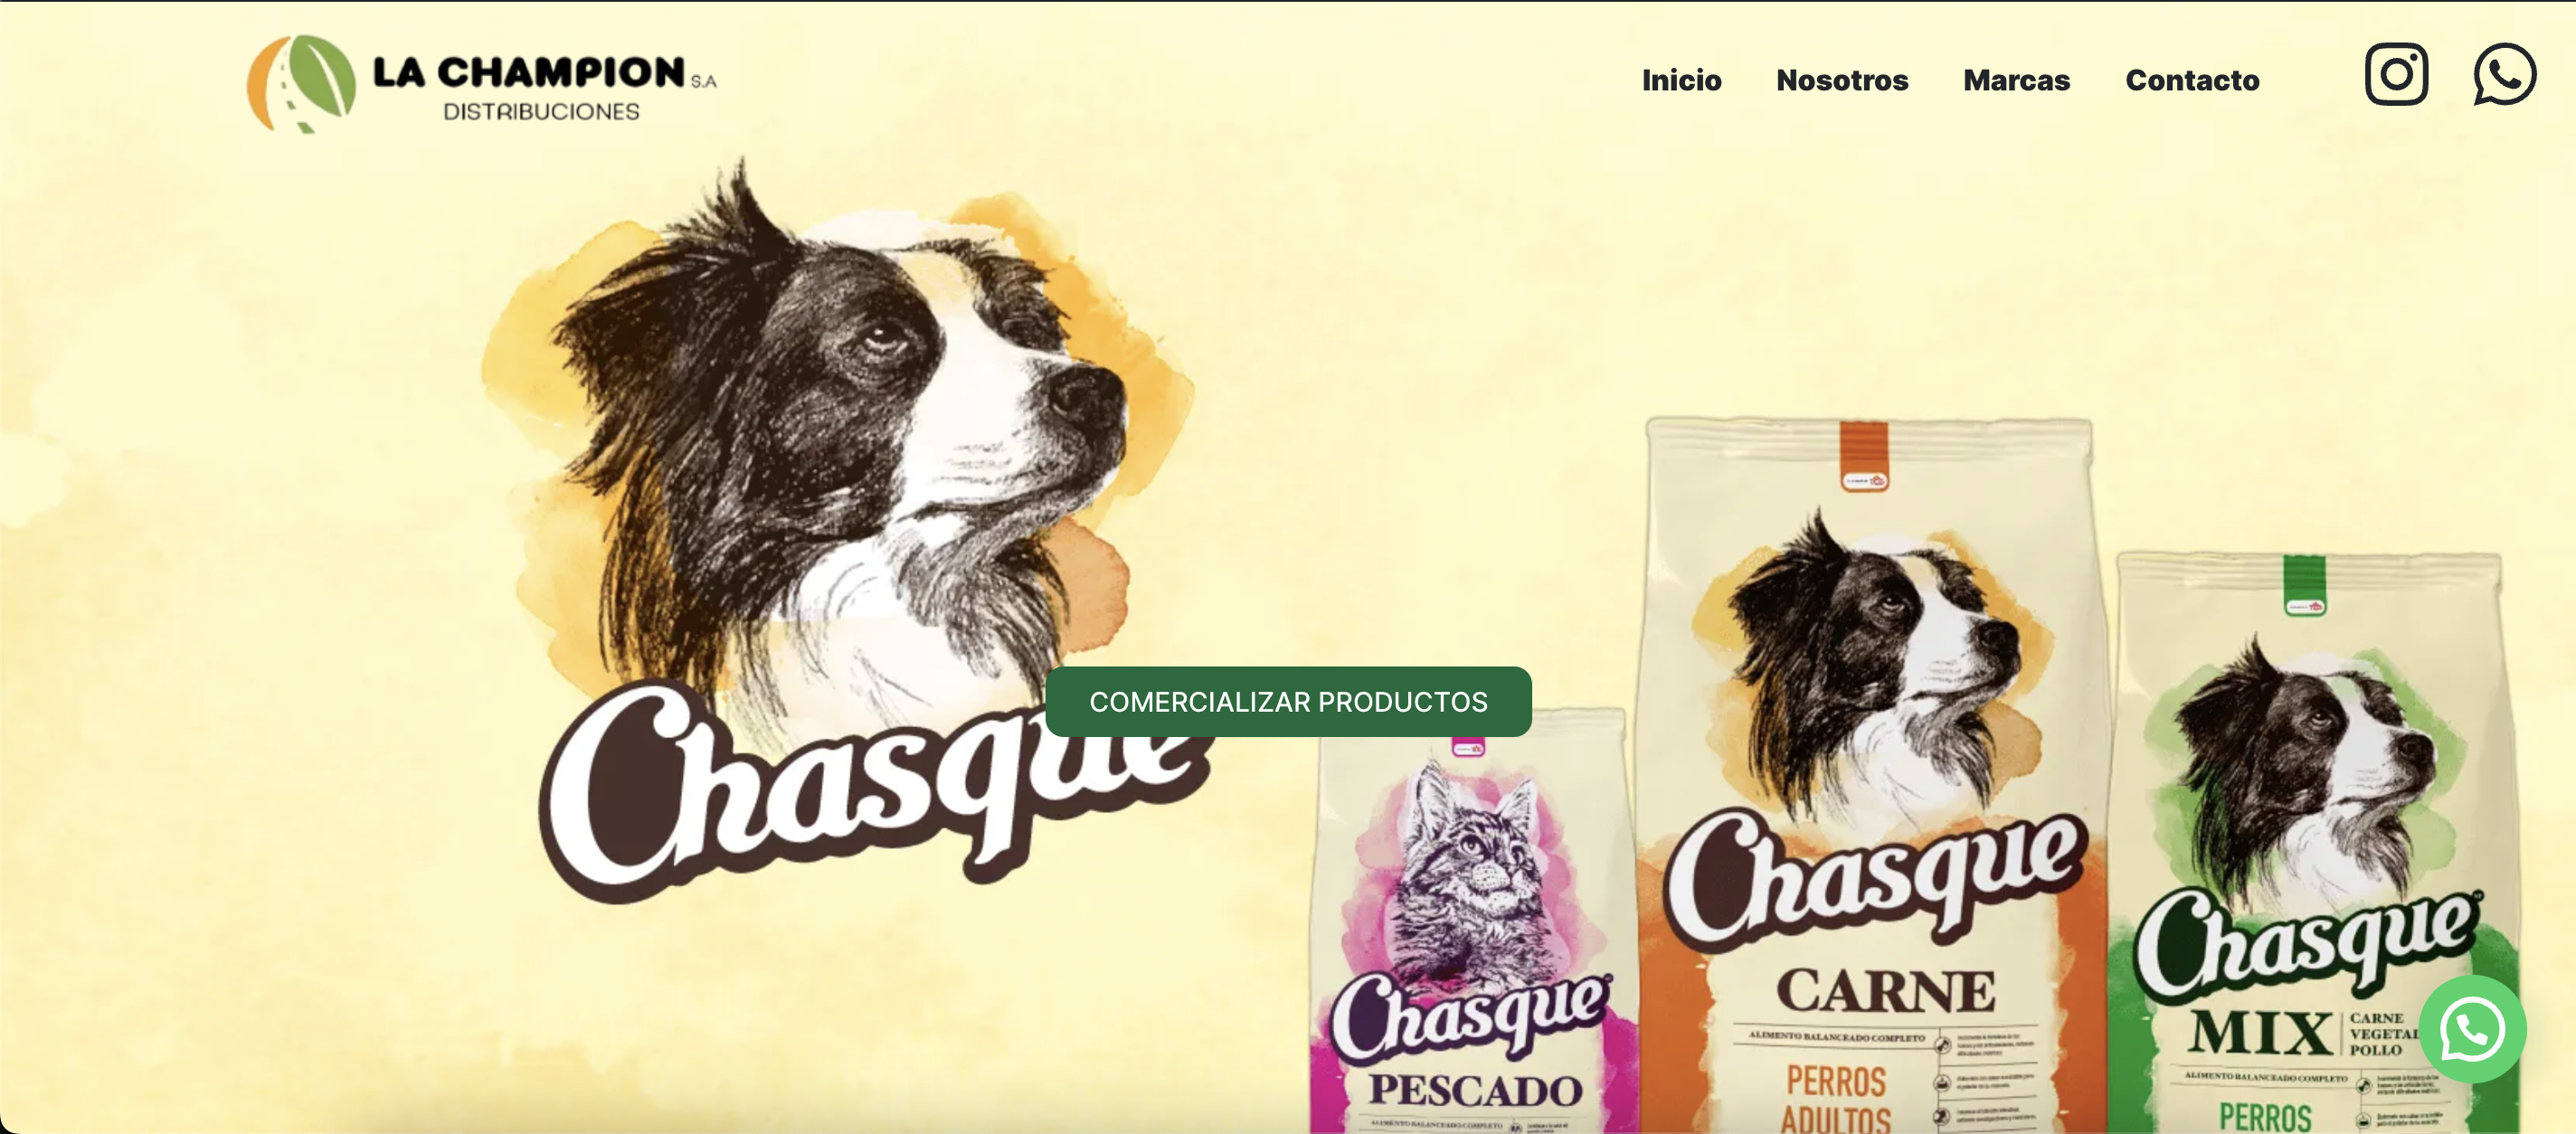 LA CHAMPION S.A
DISTRIBUCIONES
Inicio
Nosotros
Marcas
Contacto
Chasque
COMERCIALIZAR PRODUCTOS
Chasque
PESCADO
ALIMENTO BALANCEADO COMPLETO
Chasque
CARNE
ALIMENTO BALANCEADO COMPLETO
PERROS
ADULTOS
Chasque
MIX
CARNE
VEGETAL
POLLO
ALIMENTO BALANCEADO COMPLETO
PERROS